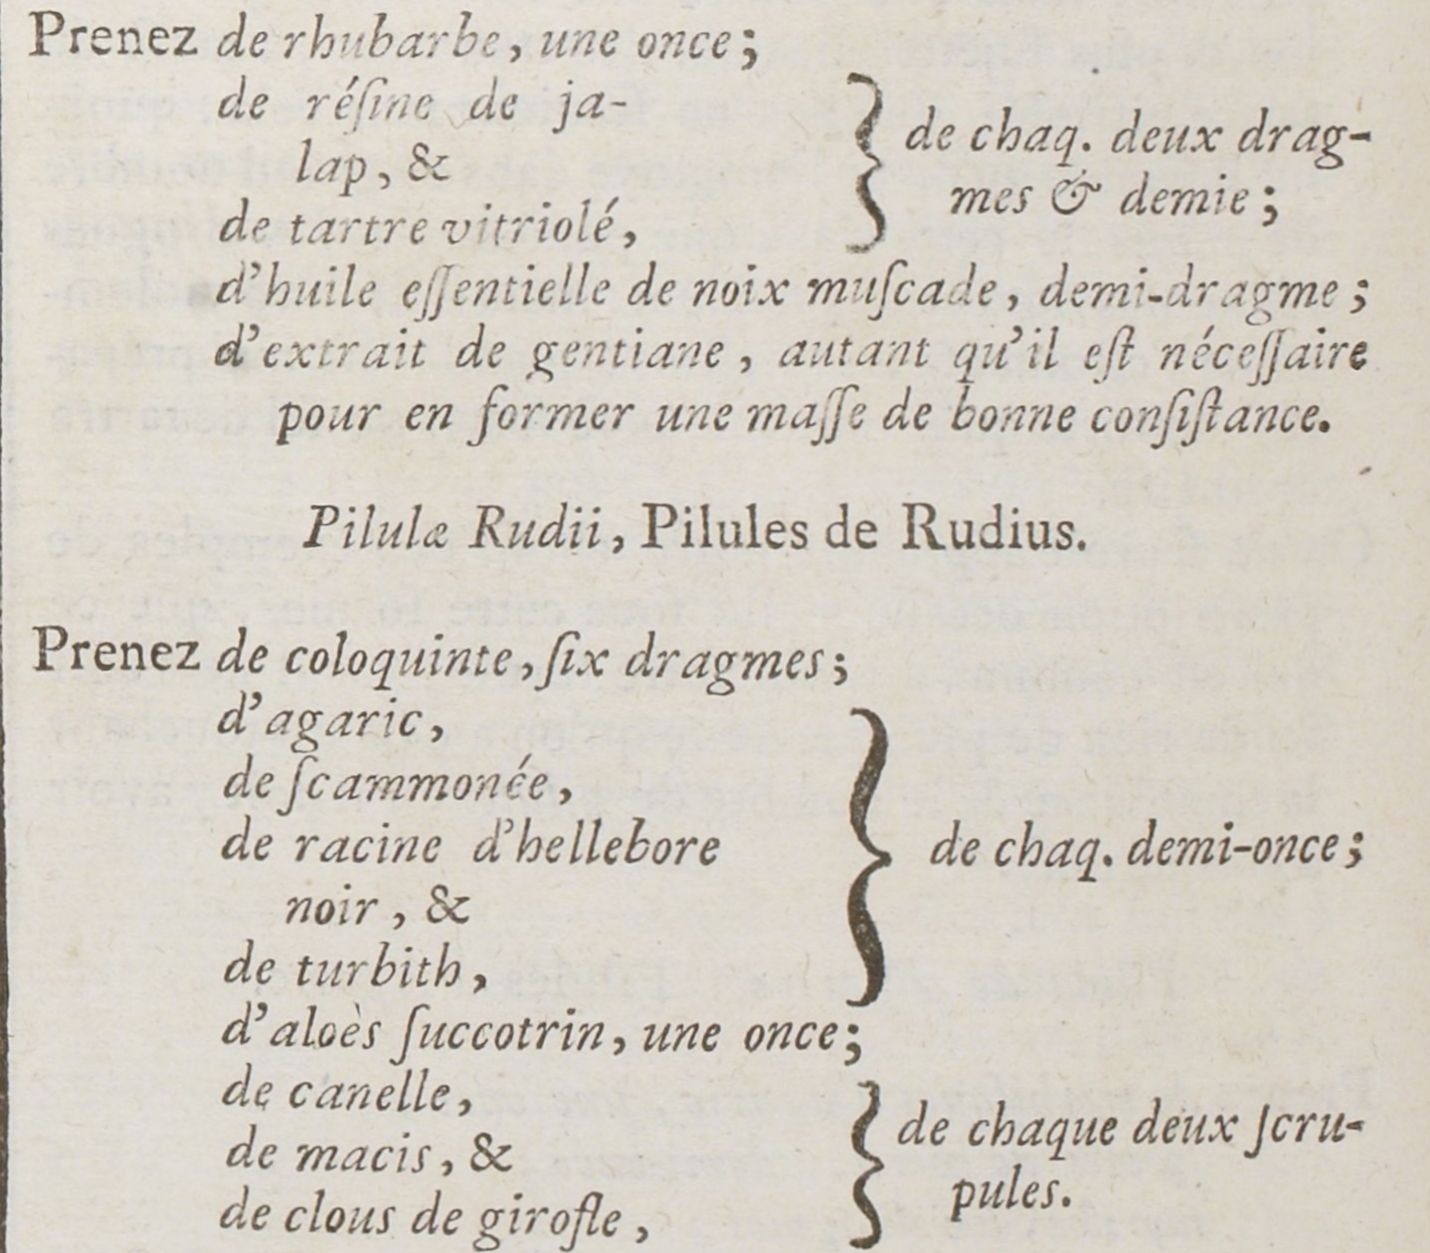 Prenez de rhubarbe, une once;
de réſine de ja-
lap, &
de tartre vitriolé,
de chaq. deux drag-
mes & demie;
d'huile eſſentielle de noix muſcade, demi-dragme;
d'extrait de gentiane, autant qu'il eſt néceſſaire
pour en former une maſſe de bonne conſiſtance.
Pilulæ Rudii, Pilules de Rudius.
Prenez de coloquinte, ſix dragmes;
d'agaric,
de ſcammonée,
de racine d'hellebore
noir, &
de turbith,
de chaq. demi-once;
d'aloès ſuccotrin, une once;
de canelle,
de macis, &
de clous de girofle,
de chaque deux ſcru-
pules.